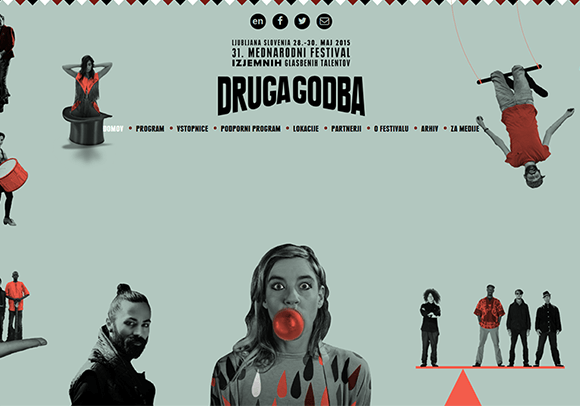 en
LJUBLJANA SLOVENIA 28.-30. MAJ 2015
31. MEDNARODNI FESTIVAL
IZJEMNIH GLASBENIH TALENTOV
DRUGAGODBA
DOMOV • PROGRAM • VSTOPNICE • PODPORNI PROGRAM • LOKACIJE • PARTNERJI • O FESTIVALU • ARHIV • ZA MEDIJE